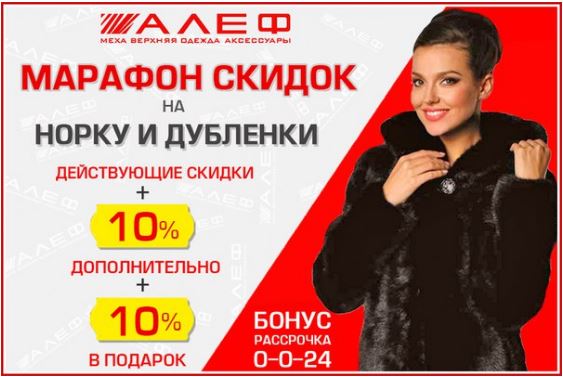 АЛЕФ
МЕХА ВЕРХНЯЯ ОДЕЖДА АКСЕССУАРЫ
МАРАФОН СКИДОК
НА
НОРКУ И ДУБЛЕНКИ
ДЕЙСТВУЮЩИЕ СКИДКИ
+
10%
ДОПОЛНИТЕЛЬНО
+
10%
В ПОДАРОК
БОНУС
РАССРОЧКА
0-0-24